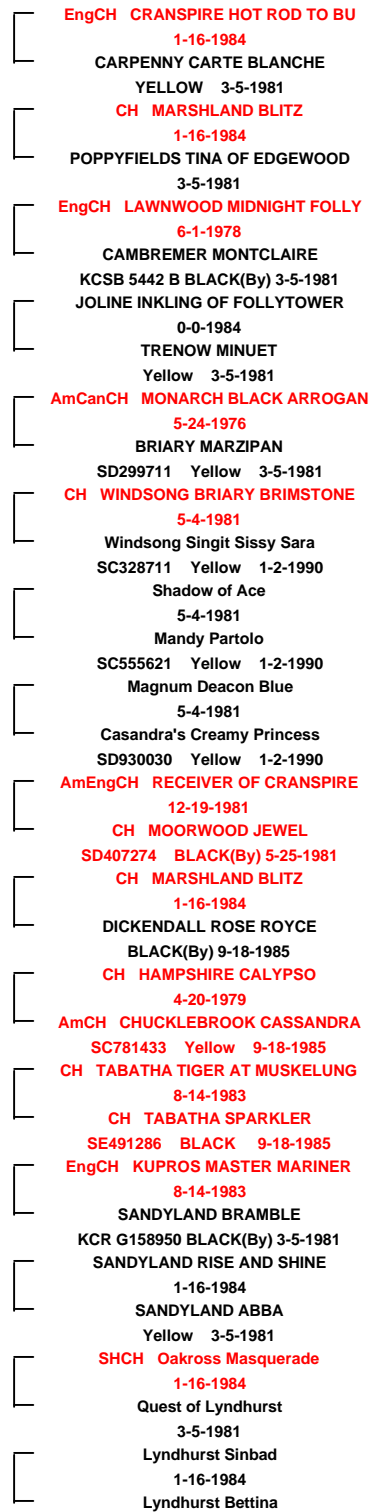 EngCH CRANSPIRE HOT ROD TO BU
1-16-1984
CARPENNY CARTE BLANCHE
YELLOW 3-5-1981
CH MARSHLAND BLITZ
1-16-1984
POPPYFIELDS TINA OF EDGEWOOD
3-5-1981
EngCH LAWNWOOD MIDNIGHT FOLLY
6-1-1978
CAMBREMER MONTCLAIRE
KCSB 5442 B BLACK(By) 3-5-1981
JOLINE INKLING OF FOLLYTOWER
0-0-1984
TRENOW MINUET
Yellow 3-5-1981
AmCanCH MONARCH BLACK ARROGAN
5-24-1976
BRIARY MARZIPAN
SD299711 Yellow 3-5-1981
CH WINDSONG BRIARY BRIMSTONE
5-4-1981
Windsong Singit Sissy Sara
SC328711 Yellow 1-2-1990
Shadow of Ace
5-4-1981
Mandy Partolo
SC555621 Yellow 1-2-1990
Magnum Deacon Blue
5-4-1981
Casandra's Creamy Princess
SD930030 Yellow 1-2-1990
AmEngCH RECEIVER OF CRANSPIRE
12-19-1981
CH MOORWOOD JEWEL
SD407274 BLACK(By) 5-25-1981
CH MARSHLAND BLITZ
1-16-1984
DICKENDALL ROSE ROYCE
BLACK(By) 9-18-1985
CH HAMPSHIRE CALYPSO
4-20-1979
AmCH CHUCKLEBROOK CASSANDRA
SC781433 Yellow 9-18-1985
CH TABATHA TIGER AT MUSKELUNG
8-14-1983
CH TABATHA SPARKLER
SE491286 BLACK 9-18-1985
EngCH KUPROS MASTER MARINER
8-14-1983
SANDYLAND BRAMBLE
KCR G158950 BLACK(By) 3-5-1981
SANDYLAND RISE AND SHINE
1-16-1984
SANDYLAND ABBA
Yellow 3-5-1981
SHCH Oakross Masquerade
1-16-1984
Quest of Lyndhurst
3-5-1981
Lyndhurst Sinbad
1-16-1984
Lyndhurst Bettina